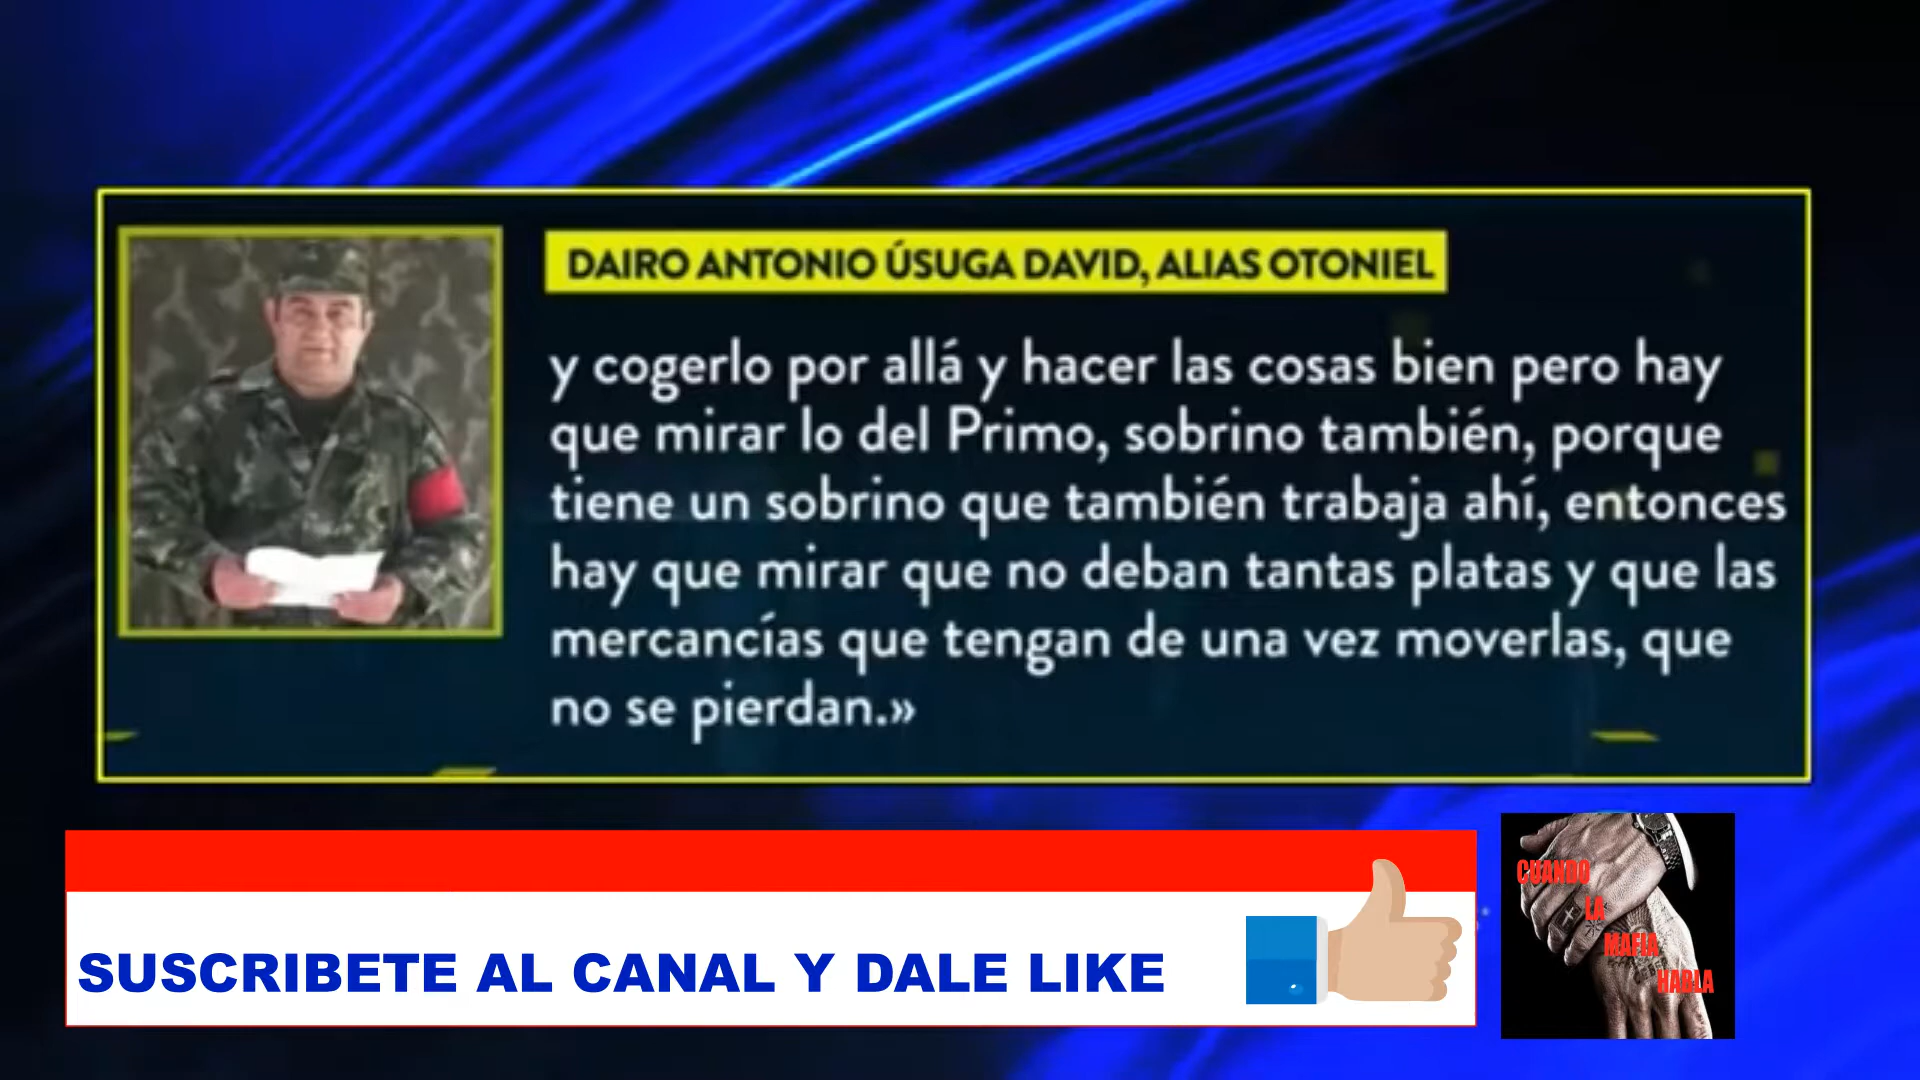 DAIRO ANTONIO ÚSUGA DAVID, ALIAS OTONIEL
y cogerlo por allá y hacer las cosas bien pero hay
que mirar lo del Primo, sobrino también, porque
tiene un sobrino que también trabaja ahí, entonces
hay que mirar que no deban tantas platas y que las
mercancías que tengan de una vez moverlas, que
no se pierdan.»
SUSCRIBETE AL CANAL Y DALE LIKE
CUANDO
LA
MAFIA
HABLA